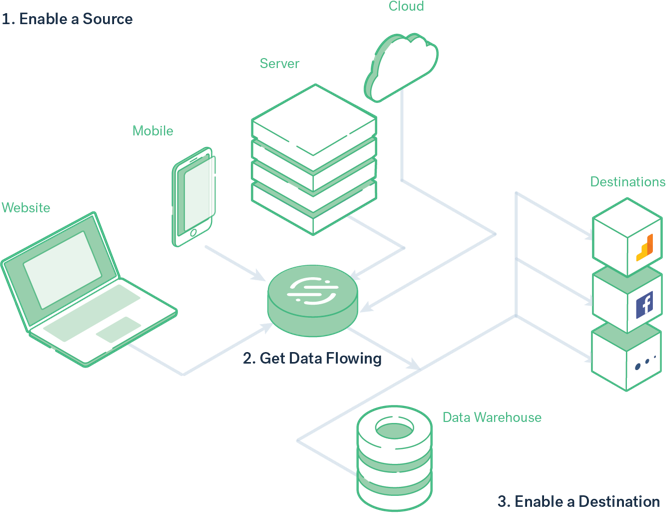 1. Enable a Source
Cloud
Server
Mobile
Destinations
Website
2. Get Data Flowing
Data Warehouse
3. Enable a Destination